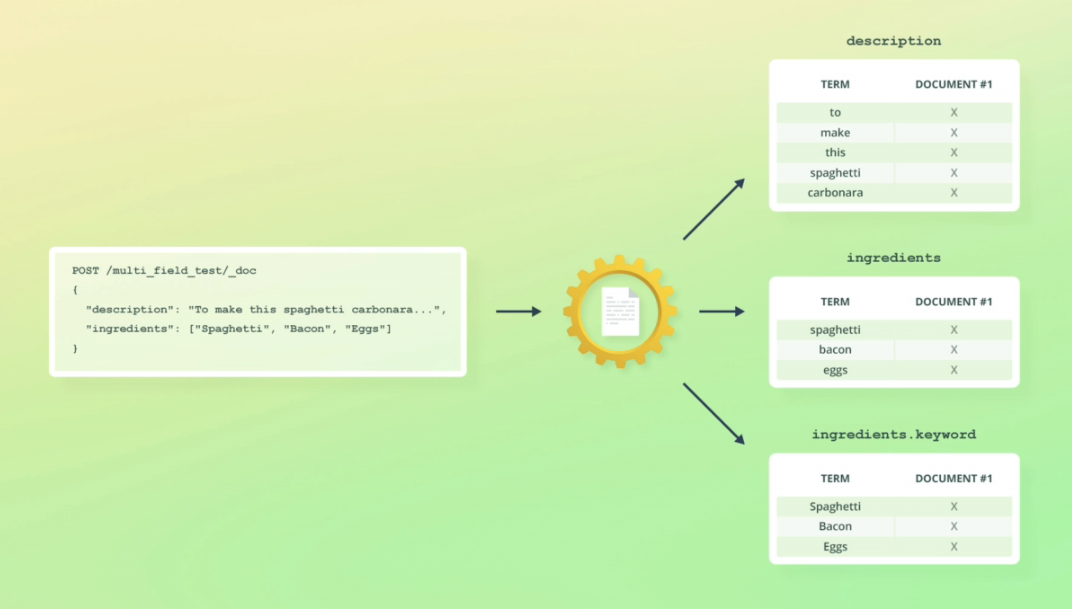 POST /multi_field_test/_doc
{
"description": "To make this spaghetti carbonara...",
"ingredients": ["Spaghetti", "Bacon", "Eggs"]
}
description
TERM DOCUMENT #1
to X
make X
this X
spaghetti X
carbonara X
ingredients
TERM DOCUMENT #1
spaghetti X
bacon X
eggs X
ingredients.keyword
TERM DOCUMENT #1
Spaghetti X
Bacon X
Eggs X